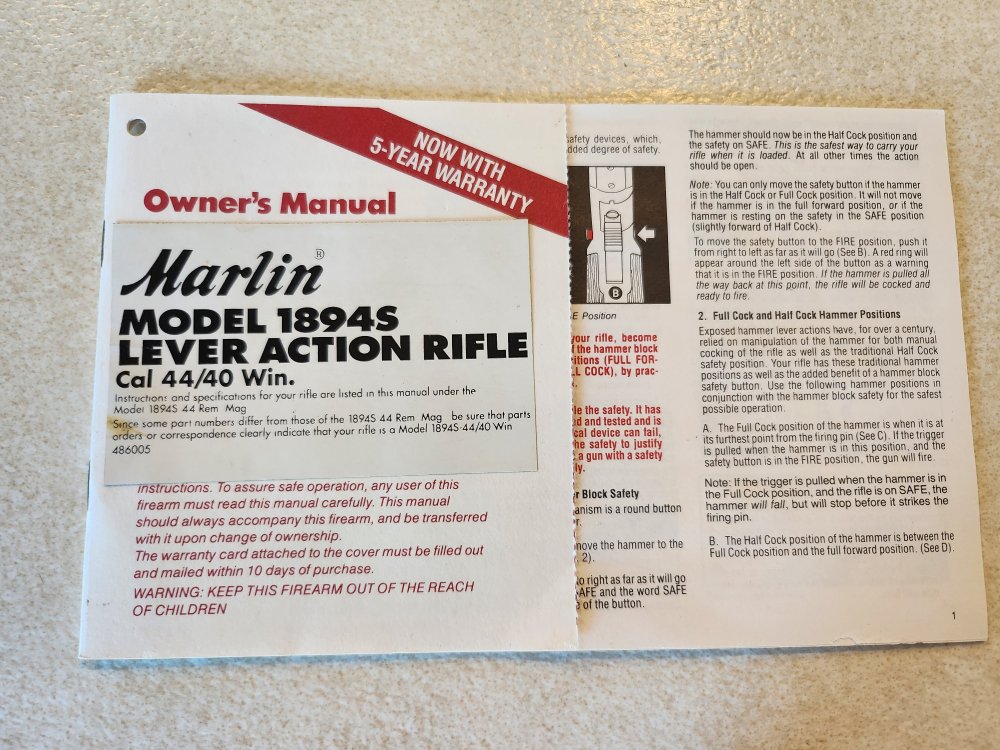 NOW WITH
5-YEAR WARRANTY
Owner's Manual
Marlin®
MODEL 1894S
LEVER ACTION RIFLE
Cal 44/40 Win.
Instructions and specifications for your rifle are listed in this manual under the
Model 1894S 44 Rem Mag
Since some part numbers differ from those of the 1894S 44 Rem Mag be sure that parts
orders or correspondence clearly indicate that your rifle is a Model 1894S-44/40 Win
486005
instructions. To assure safe operation, any user of this
firearm must read this manual carefully. This manual
should always accompany this firearm, and be transferred
with it upon change of ownership.
The warranty card attached to the cover must be filled out
and mailed within 10 days of purchase.
WARNING: KEEP THIS FIREARM OUT OF THE REACH
OF CHILDREN
safety devices, which,
dded degree of safety.
B
E Position
your rifle, become
the hammer block
itions (FULL FOR-
LL COCK), by prac-
le the safety. It has
d and tested and is
cal device can fail,
he safety to justify
a gun with a safety
ly.
r Block Safety
anism is a round button
r.
move the hammer to the
. 2).
to right as far as it will go
AFE and the word SAFE
of the button.
The hammer should now be in the Half Cock position and
the safety on SAFE. This is the safest way to carry your
rifle when it is loaded. At all other times the action
should be open.
Note: You can only move the safety button if the hammer
is in the Half Cock or Full Cock position. It will not move
if the hammer is in the full forward position, or if the
hammer is resting on the safety in the SAFE position
(slightly forward of Half Cock).
To move the safety button to the FIRE position, push it
from right to left as far as it will go (See B). A red ring will
appear around the left side of the button as a warning
that it is in the FIRE position. If the hammer is pulled all
the way back at this point, the rifle will be cocked and
ready to fire.
2. Full Cock and Half Cock Hammer Positions
Exposed hammer lever actions have, for over a century,
relied on manipulation of the hammer for both manual
cocking of the rifle as well as the traditional Half Cock
safety position. Your rifle has these traditional hammer
positions as well as the added benefit of a hammer block
safety button. Use the following hammer positions in
conjunction with the hammer block safety for the safest
possible operation.
A. The Full Cock position of the hammer is when it is at
its furthest point from the firing pin (See C). If the trigger
is pulled when the hammer is in this position, and the
safety button is in the FIRE position, the gun will fire.
Note: If the trigger is pulled when the hammer is in
the Full Cock position, and the rifle is on SAFE, the
hammer will fall, but will stop before it strikes the
firing pin.
B. The Half Cock position of the hammer is between the
Full Cock position and the full forward position. (See D).
1